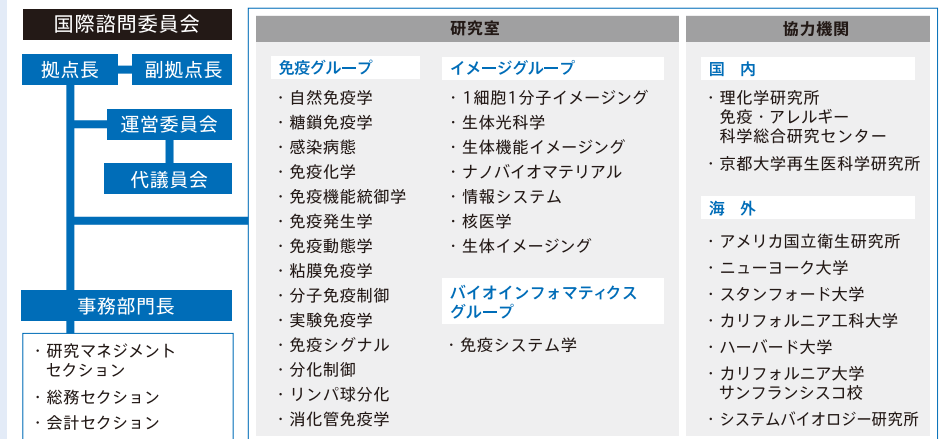 国際諮問委員会
拠点長
副拠点長
運営委員会
代議員会
事務部門長
・研究マネジメント
セクション
・総務セクション
・会計セクション
研究室
免疫グループ
・自然免疫学
・糖鎖免疫学
・感染病態
・免疫化学
・免疫機能統御学
・免疫発生学
・免疫動態学
・粘膜免疫学
・分子免疫制御
・実験免疫学
・免疫シグナル
・分化制御
・リンパ球分化
・消化管免疫学
イメージグループ
・1細胞1分子イメージング
・生体光科学
・生体機能イメージング
・ナノバイオマテリアル
・情報システム
・核医学
・生体イメージング
バイオインフォマティクス
グループ
・免疫システム学
協力機関
国　内
・理化学研究所
免疫・アレルギー
科学総合研究センター
・京都大学再生医科学研究所
海　外
・アメリカ国立衛生研究所
・ニューヨーク大学
・スタンフォード大学
・カリフォルニア工科大学
・ハーバード大学
・カリフォルニア大学
サンフランシスコ校
・システムバイオロジー研究所